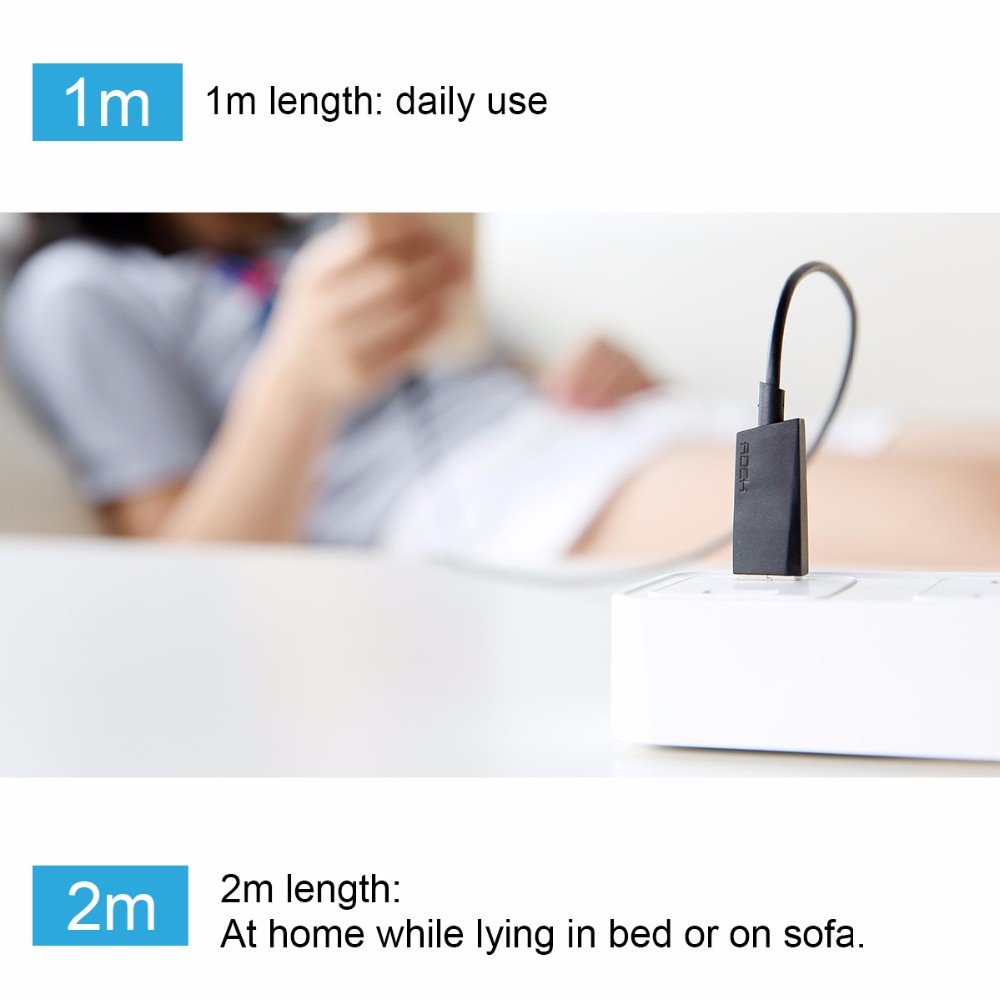 1m
1m length: daily use
ROCK
2m
2m length:
At home while lying in bed or on sofa.